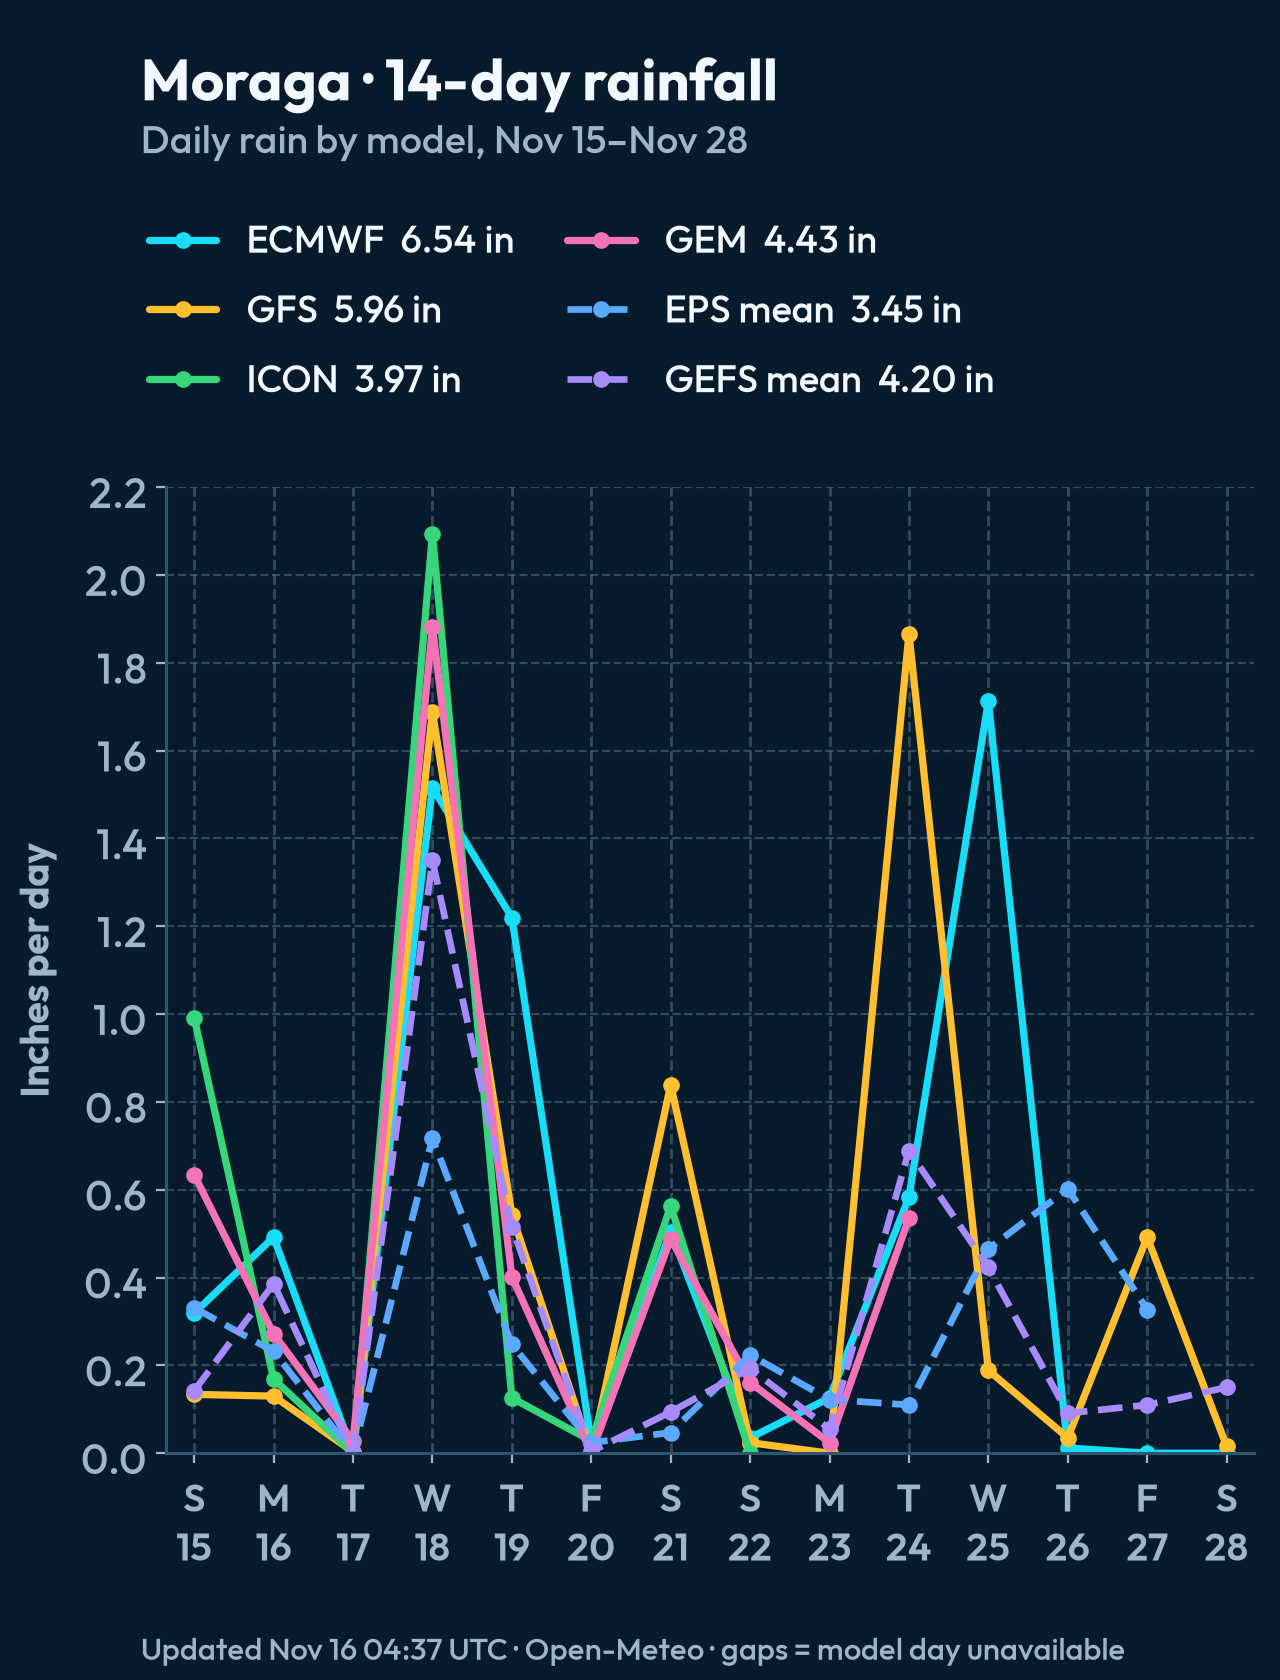 Moraga · 14-day rainfall
Daily rain by model, Nov 15–Nov 28
ECMWF 6.54 in GEM 4.43 in
GFS 5.96 in EPS mean 3.45 in
ICON 3.97 in GEFS mean 4.20 in
2.2
2.0
1.8
1.6
1.4
1.2
1.0
0.8
0.6
0.4
0.2
0.0
Inches per day
S M T W T F S S M T W T F S
15 16 17 18 19 20 21 22 23 24 25 26 27 28
Updated Nov 16 04:37 UTC · Open-Meteo · gaps = model day unavailable